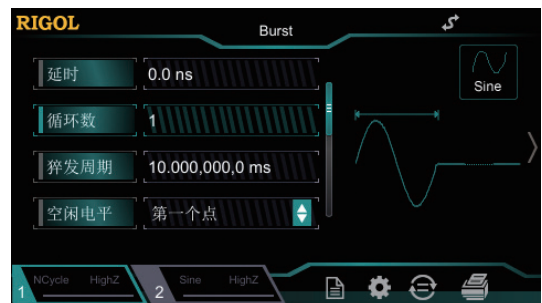 RIGOL
Burst
延时 0.0 ns
Sine
循环数 1
猝发周期 10.000,000,0 ms
空闲电平 第一个点
1 NCycle HighZ
2 Sine HighZ